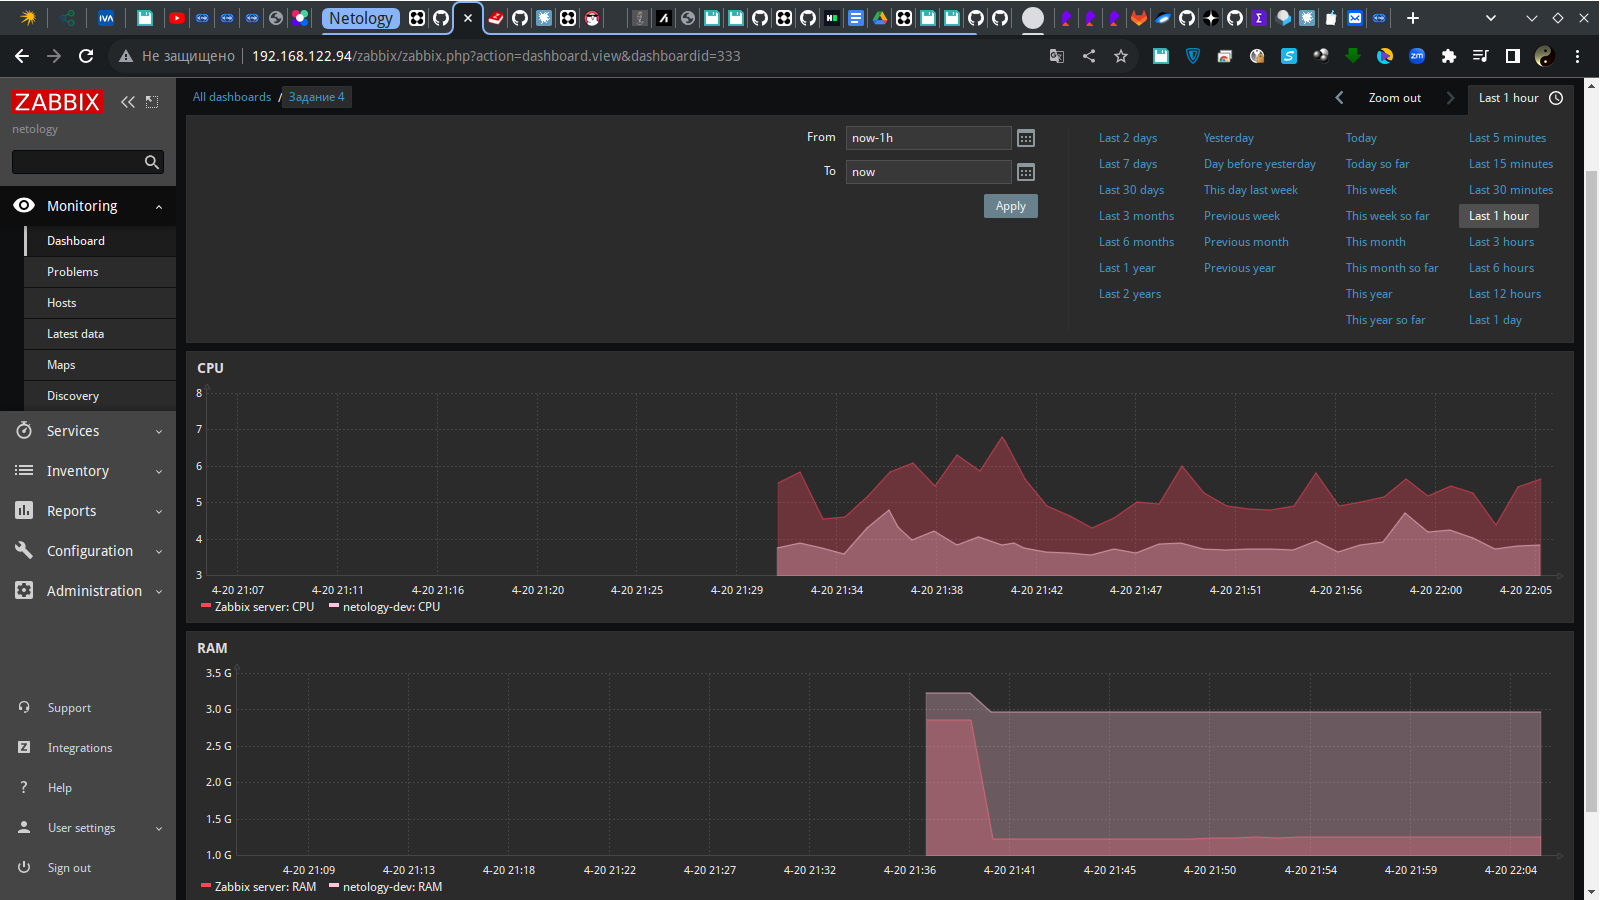 Netology
Не защищено
192.168.122.94/zabbix/zabbix.php?action=dashboard.view&dashboardid=333
ZABBIX
netology
Monitoring
Dashboard
Problems
Hosts
Latest data
Maps
Discovery
Services
Inventory
Reports
Configuration
Administration
Support
Integrations
Help
User settings
Sign out
All dashboards / Задание 4
Zoom out
Last 1 hour
From now-1h
To now
Apply
Last 2 days Yesterday Today Last 5 minutes
Last 7 days Day before yesterday Today so far Last 15 minutes
Last 30 days This day last week This week Last 30 minutes
Last 3 months Previous week This week so far Last 1 hour
Last 6 months Previous month This month Last 3 hours
Last 1 year Previous year This month so far Last 6 hours
Last 2 years This year Last 12 hours
This year so far Last 1 day
CPU
8
7
6
5
4
3
4-20 21:07 4-20 21:11 4-20 21:16 4-20 21:20 4-20 21:25 4-20 21:29 4-20 21:34 4-20 21:38 4-20 21:42 4-20 21:47 4-20 21:51 4-20 21:56 4-20 22:00 4-20 22:05
Zabbix server: CPU netology-dev: CPU
RAM
3.5 G
3.0 G
2.5 G
2.0 G
1.5 G
1.0 G
4-20 21:09 4-20 21:13 4-20 21:18 4-20 21:22 4-20 21:27 4-20 21:32 4-20 21:36 4-20 21:41 4-20 21:45 4-20 21:50 4-20 21:54 4-20 21:59 4-20 22:04
Zabbix server: RAM netology-dev: RAM